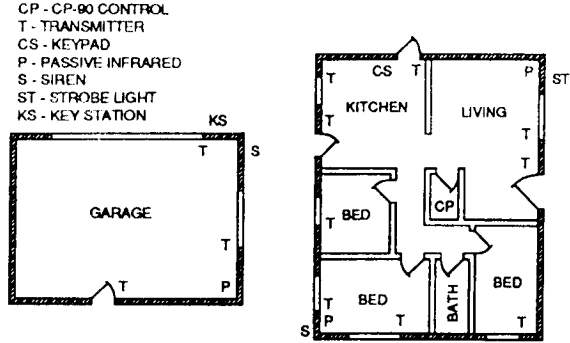 CP - CP-90 CONTROL
T - TRANSMITTER
CS - KEYPAD
P - PASSIVE INFRARED
S - SIREN
ST - STROBE LIGHT
KS - KEY STATION
KS
T
S
GARAGE
T
T
P
CS
T
P
ST
T
KITCHEN
LIVING
T
T
T
CP
BED
T
BED
BATH
BED
T
P
T
T
S